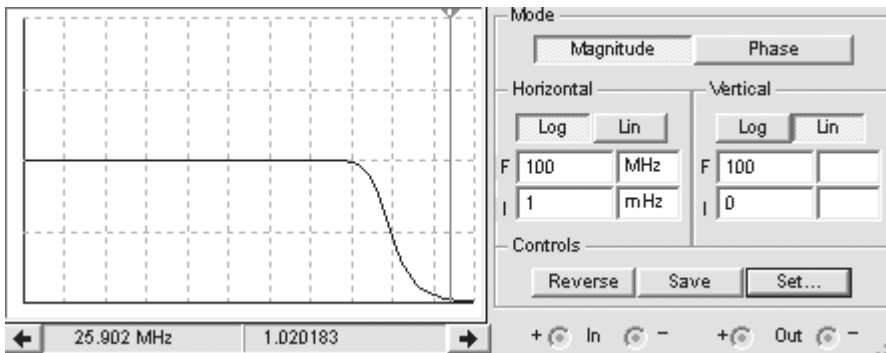 Mode
Magnitude Phase
Horizontal Vertical
Log Lin Log Lin
F 100 MHz F 100
I 1 mHz I 0
Controls
Reverse Save Set...
25.902 MHz 1.020183
+ In - + Out -